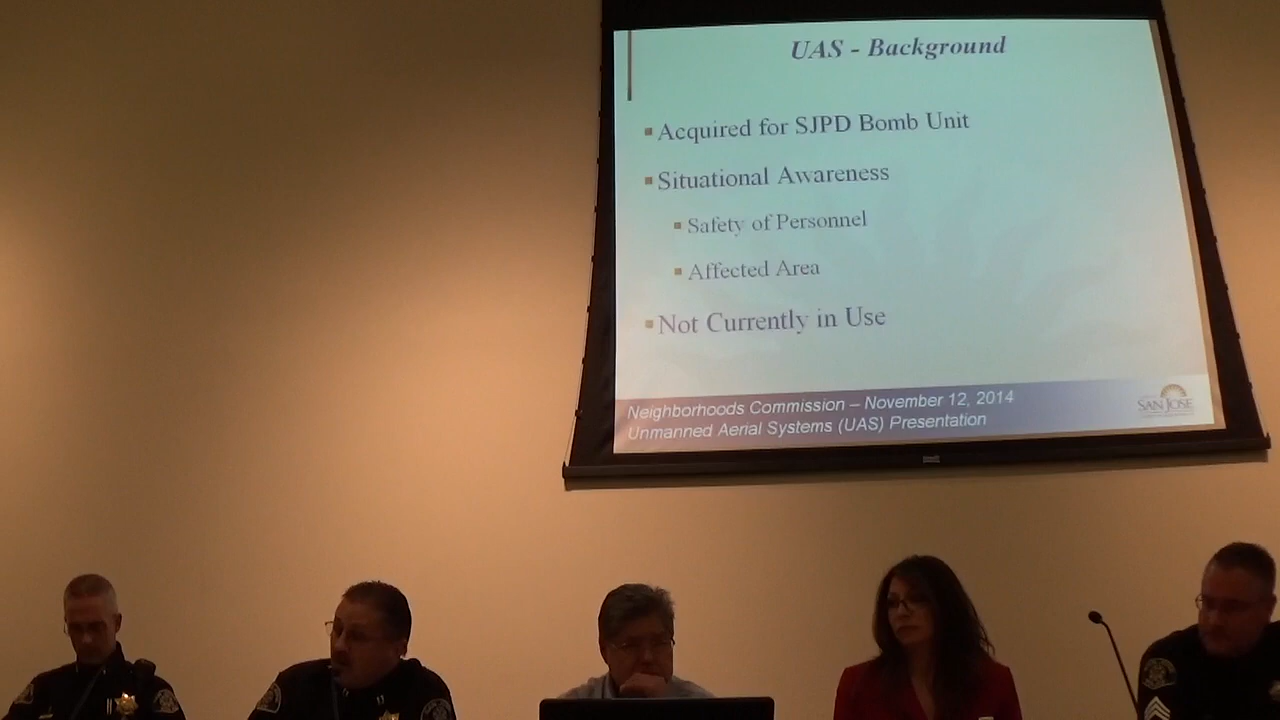 UAS - Background
Acquired for SJPD Bomb Unit
Situational Awareness
Safety of Personnel
Affected Area
Not Currently in Use
Neighborhoods Commission – November 12, 2014
Unmanned Aerial Systems (UAS) Presentation
SAN JOSE